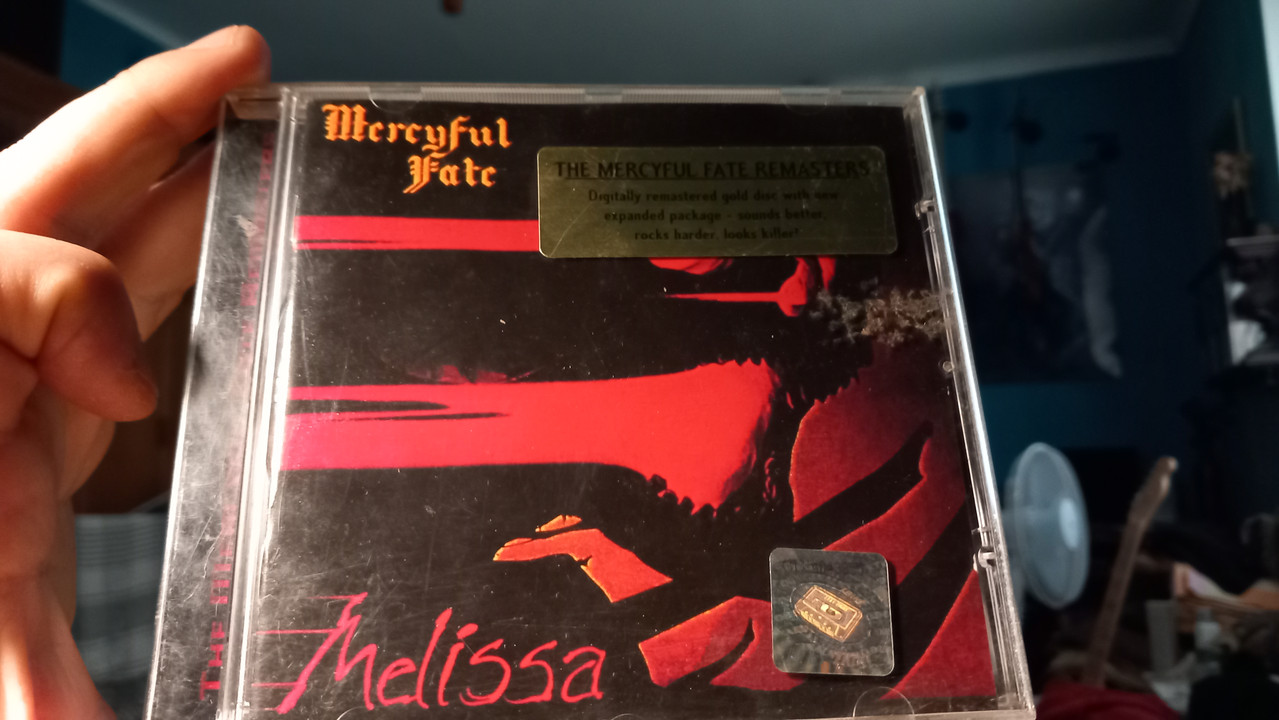 Mercyful
Fate
THE MERCYFUL FATE REMASTERS
Digitally remastered gold disc with new
expanded package - sounds better,
rocks harder, looks killer!
Melissa
THE